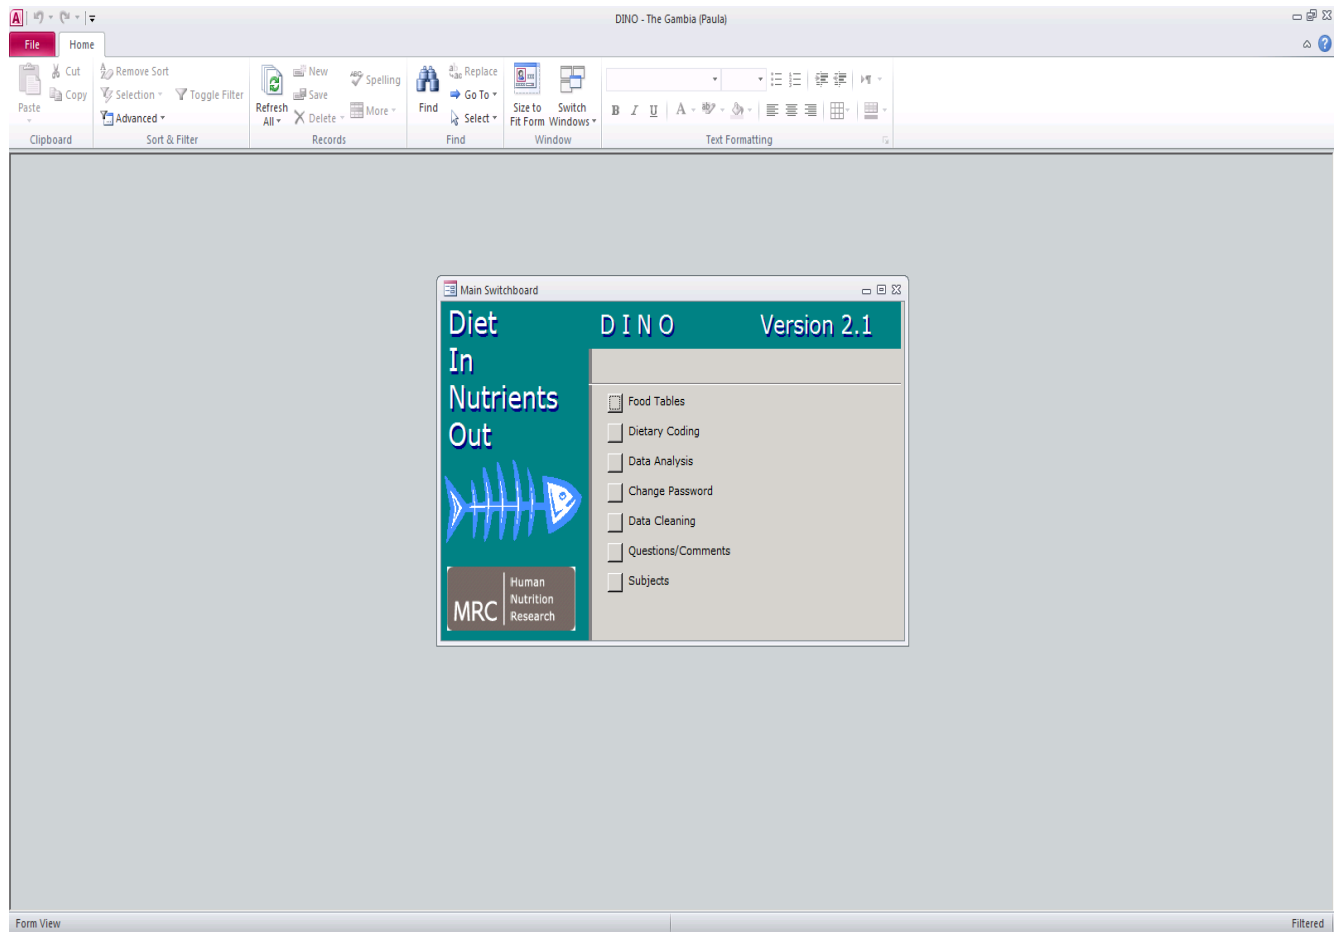 A
DINO - The Gambia (Paula)
File
Home
Paste
Cut
Copy
Clipboard
Remove Sort
Selection
Toggle Filter
Advanced
Sort & Filter
Refresh
All
New
Save
Delete
Spelling
More
Records
Find
Replace
Go To
Select
Find
Size to
Fit Form
Switch
Windows
Window
B I U A
Text Formatting
Main Switchboard
Diet
In
Nutrients
Out
D I N O
Version 2.1
Food Tables
Dietary Coding
Data Analysis
Change Password
Data Cleaning
Questions/Comments
Subjects
MRC
Human
Nutrition
Research
Form View
Filtered